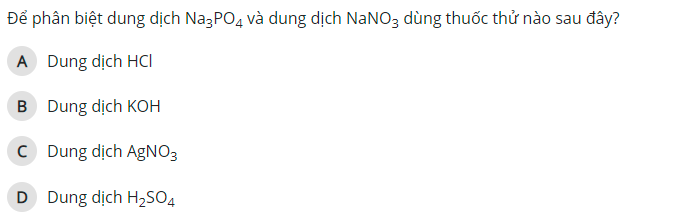 Để phân biệt dung dịch Na₃PO₄ và dung dịch NaNO₃ dùng thuốc thử nào sau đây?
A Dung dịch HCl
B Dung dịch KOH
C Dung dịch AgNO₃
D Dung dịch H₂SO₄